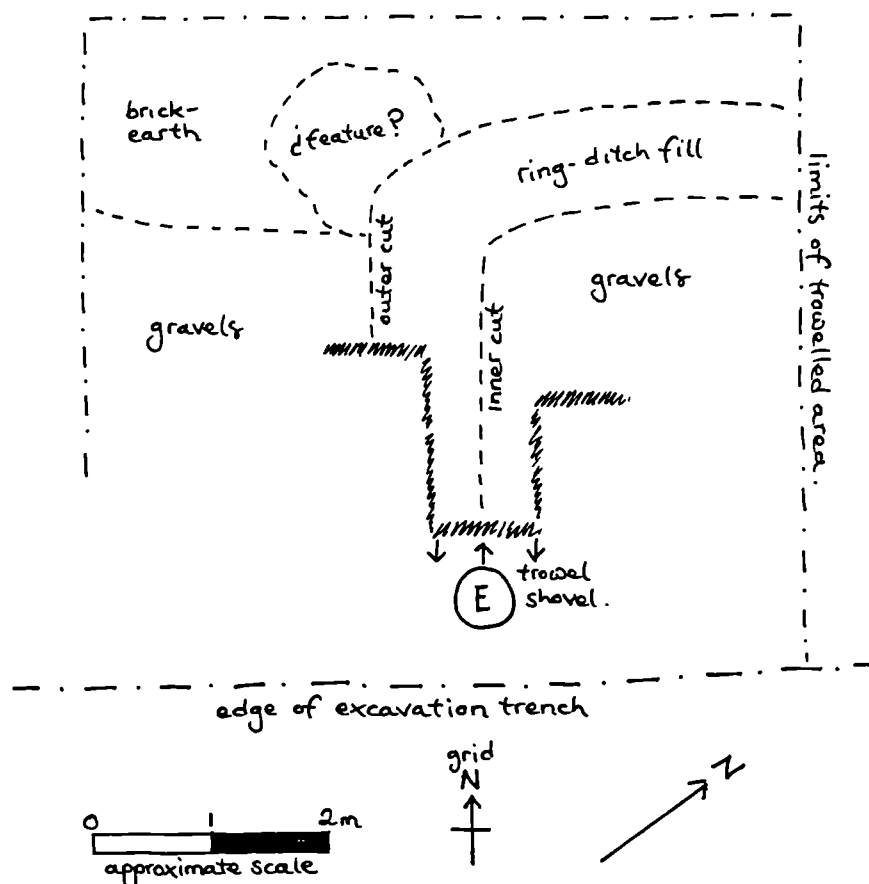 brick-
earth
¿feature?
ring-ditch fill
limits of trowelled area.
outer cut
inner cut
gravels
gravels
E
trowel
shovel.
edge of excavation trench
grid
N
N
0 1 2m
approximate scale